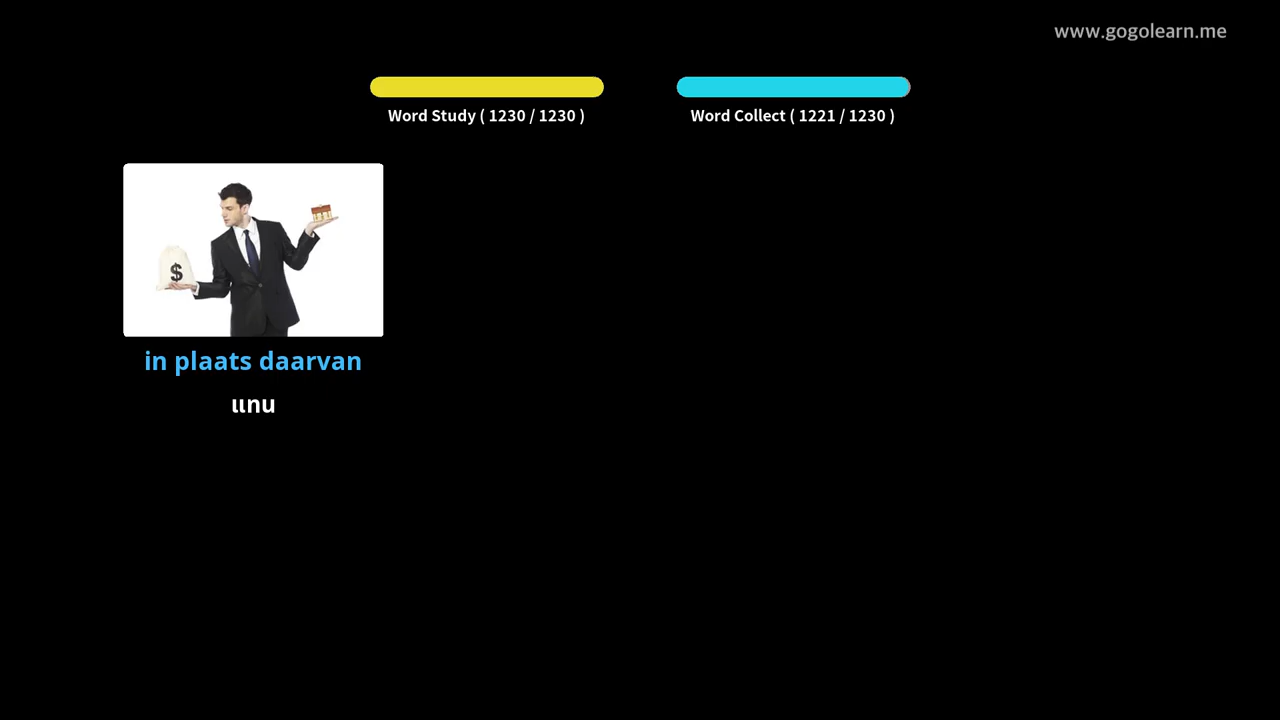 www.gogolearn.me
Word Study ( 1230 / 1230 )
Word Collect ( 1221 / 1230 )
$
in plaats daarvan
แทน